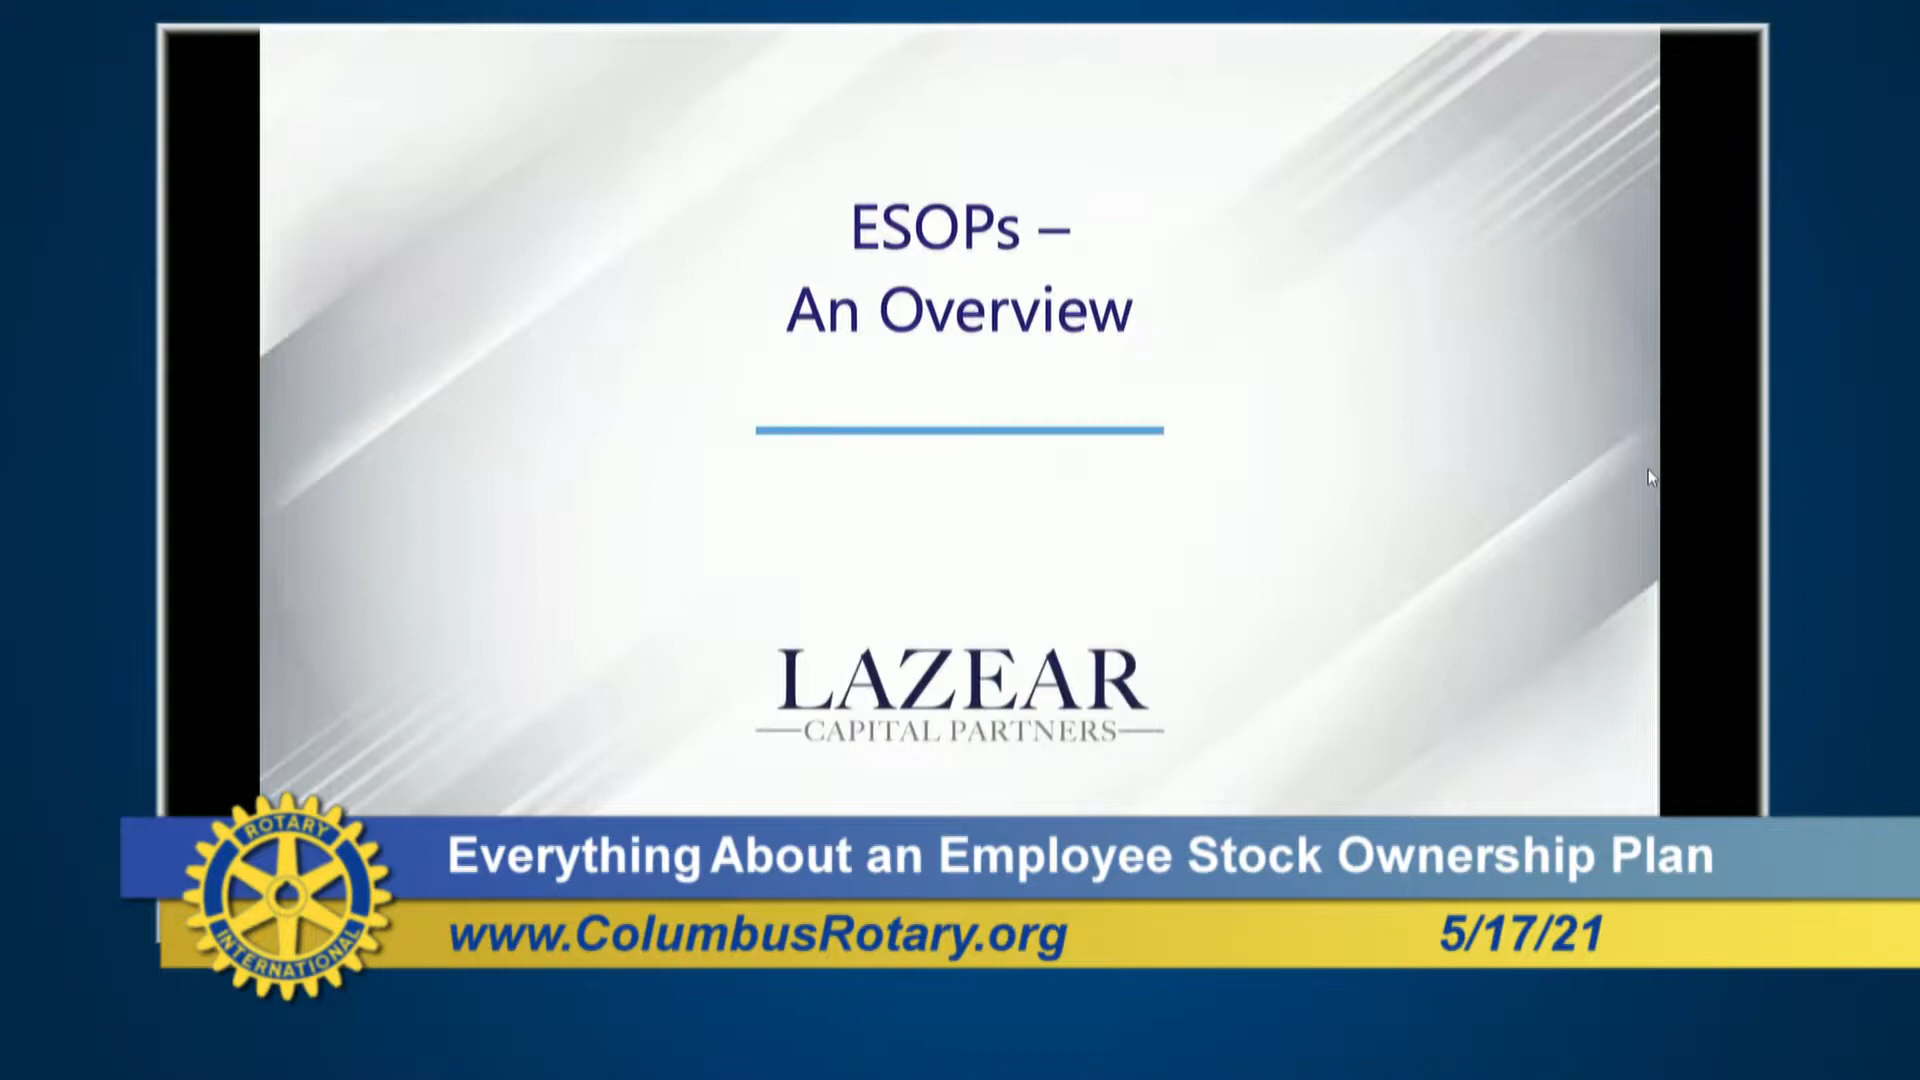 ESOPs –
An Overview
LAZEAR
CAPITAL PARTNERS
ROTARY
INTERNATIONAL
Everything About an Employee Stock Ownership Plan
www.ColumbusRotary.org
5/17/21